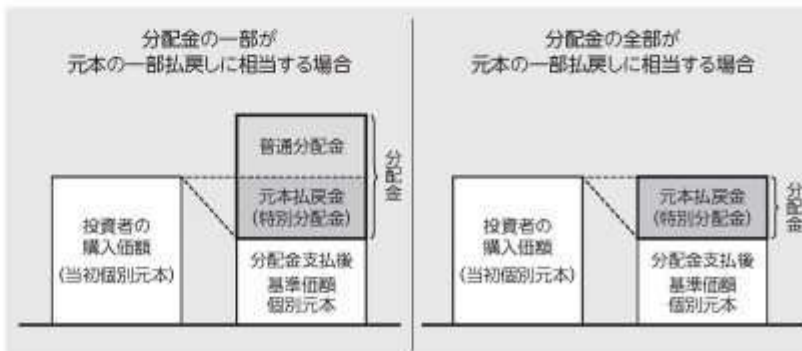 分配金の一部が
元本の一部払戻しに相当する場合
普通分配金
元本払戻金
(特別分配金)
分配金
投資者の
購入価額
(当初個別元本)
分配金支払後
基準価額
個別元本
分配金の全部が
元本の一部払戻しに相当する場合
元本払戻金
(特別分配金)
分配金
投資者の
購入価額
(当初個別元本)
分配金支払後
基準価額
個別元本